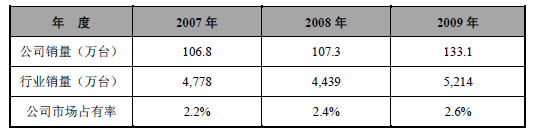 年 度 2007 年 2008 年 2009 年
公司销量（万台） 106.8 107.3 133.1
行业销量（万台） 4,778 4,439 5,214
公司市场占有率 2.2% 2.4% 2.6%